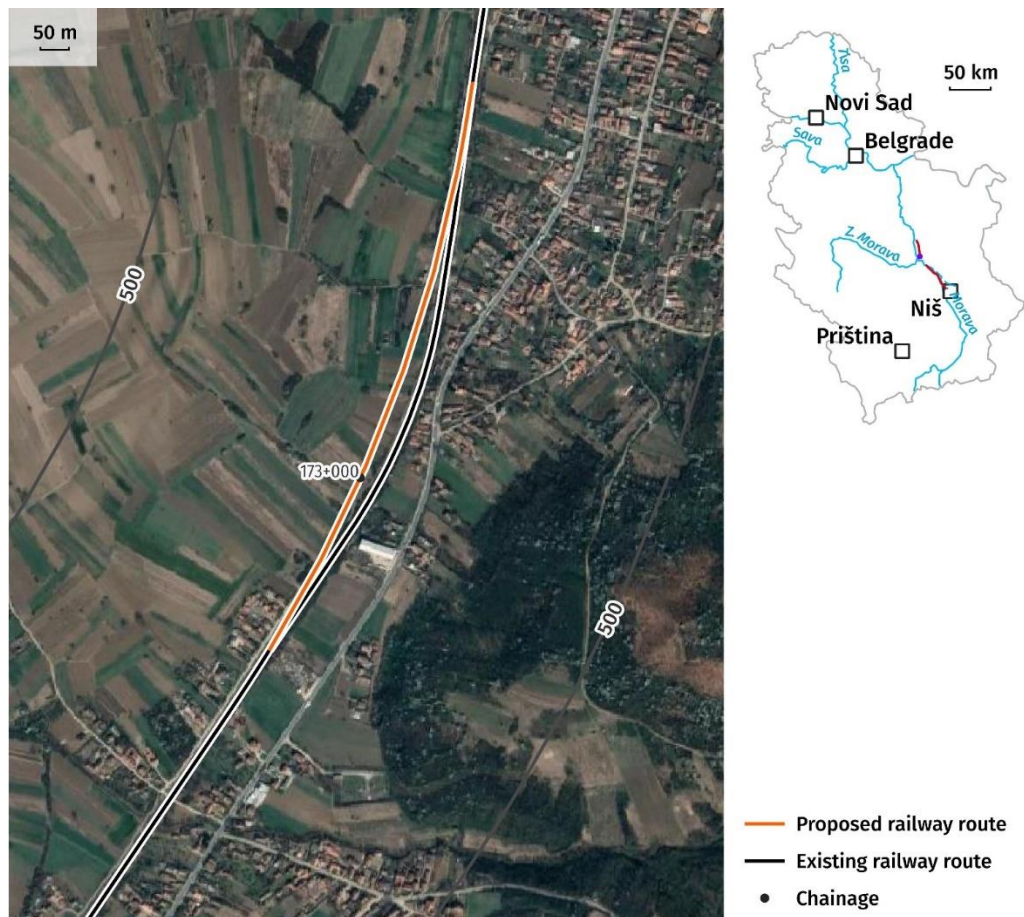 50 m
500
173+000
500
Tisa
50 km
Novi Sad
Sava
Belgrade
Z. Morava
Morava
Niš
Priština
Proposed railway route
Existing railway route
Chainage